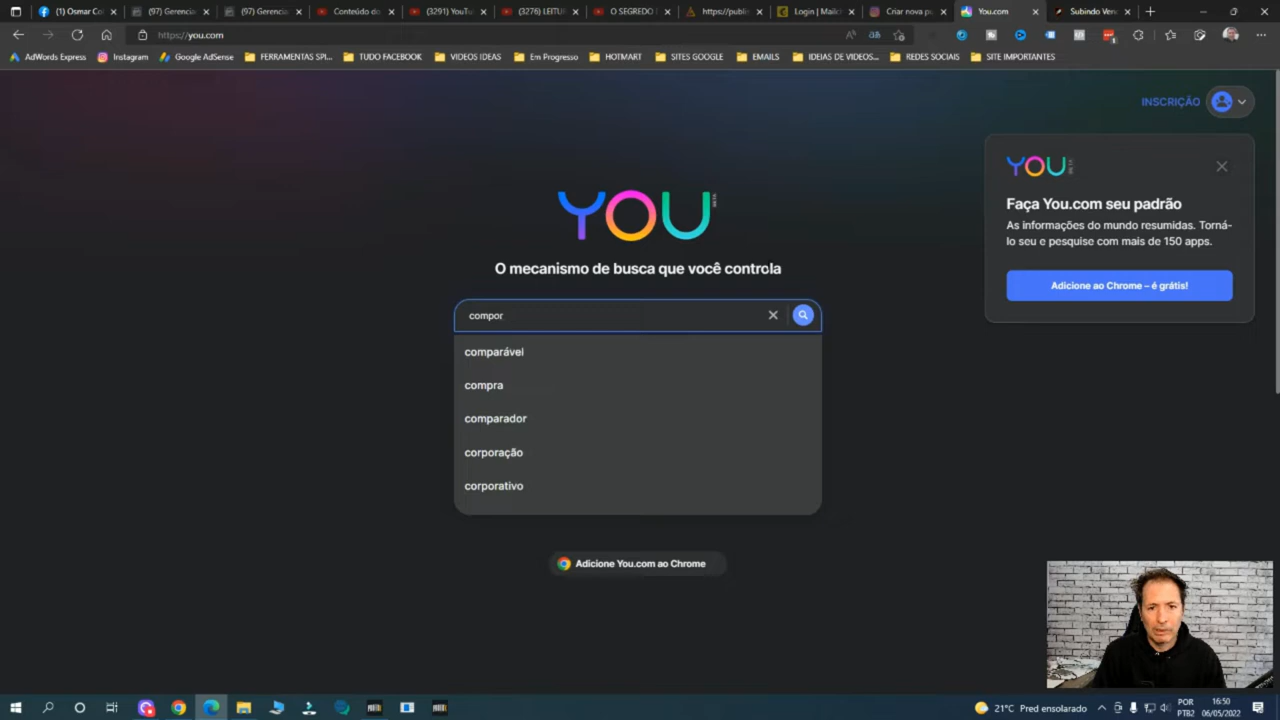 (1) Osmar Co
(97) Gerencia
(97) Gerencia
Conteúdo do
(3291) YouTu
(3276) LEITUR
O SEGREDO
https://publi
Login | Mailc
Criar nova pu
You.com
Subindo Ven
https://you.com
AdWords Express
Instagram
Google AdSense
FERRAMENTAS SPI...
TUDO FACEBOOK
VIDEOS IDEAS
Em Progresso
HOTMART
SITES GOOGLE
EMAILS
IDEIAS DE VIDEOS...
REDES SOCIAIS
SITE IMPORTANTES
INSCRIÇÃO
YOU
Faça You.com seu padrão
As informações do mundo resumidas. Torná-
lo seu e pesquise com mais de 150 apps.
Adicione ao Chrome – é grátis!
YOU
BETA
O mecanismo de busca que você controla
compor
comparável
compra
comparador
corporação
corporativo
Adicione You.com ao Chrome
21°C Pred ensolarado
POR
PTB2
16:50
06/05/2022